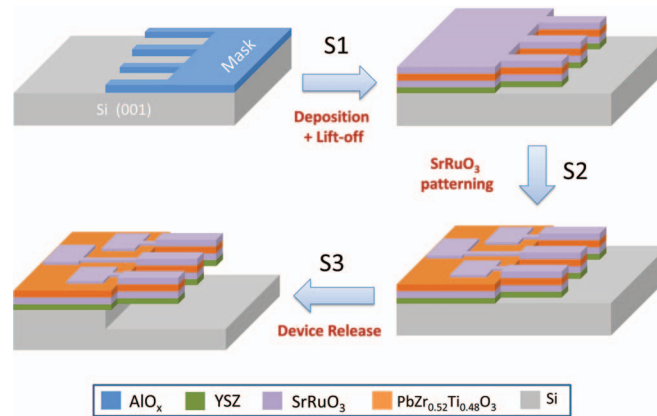 Mask
Si (001)
S1
Deposition
+ Lift-off
SrRuO₃
patterning
S2
S3
Device Release
AlOₓ
YSZ
SrRuO₃
PbZr₀.₅₂Ti₀.₄₈O₃
Si